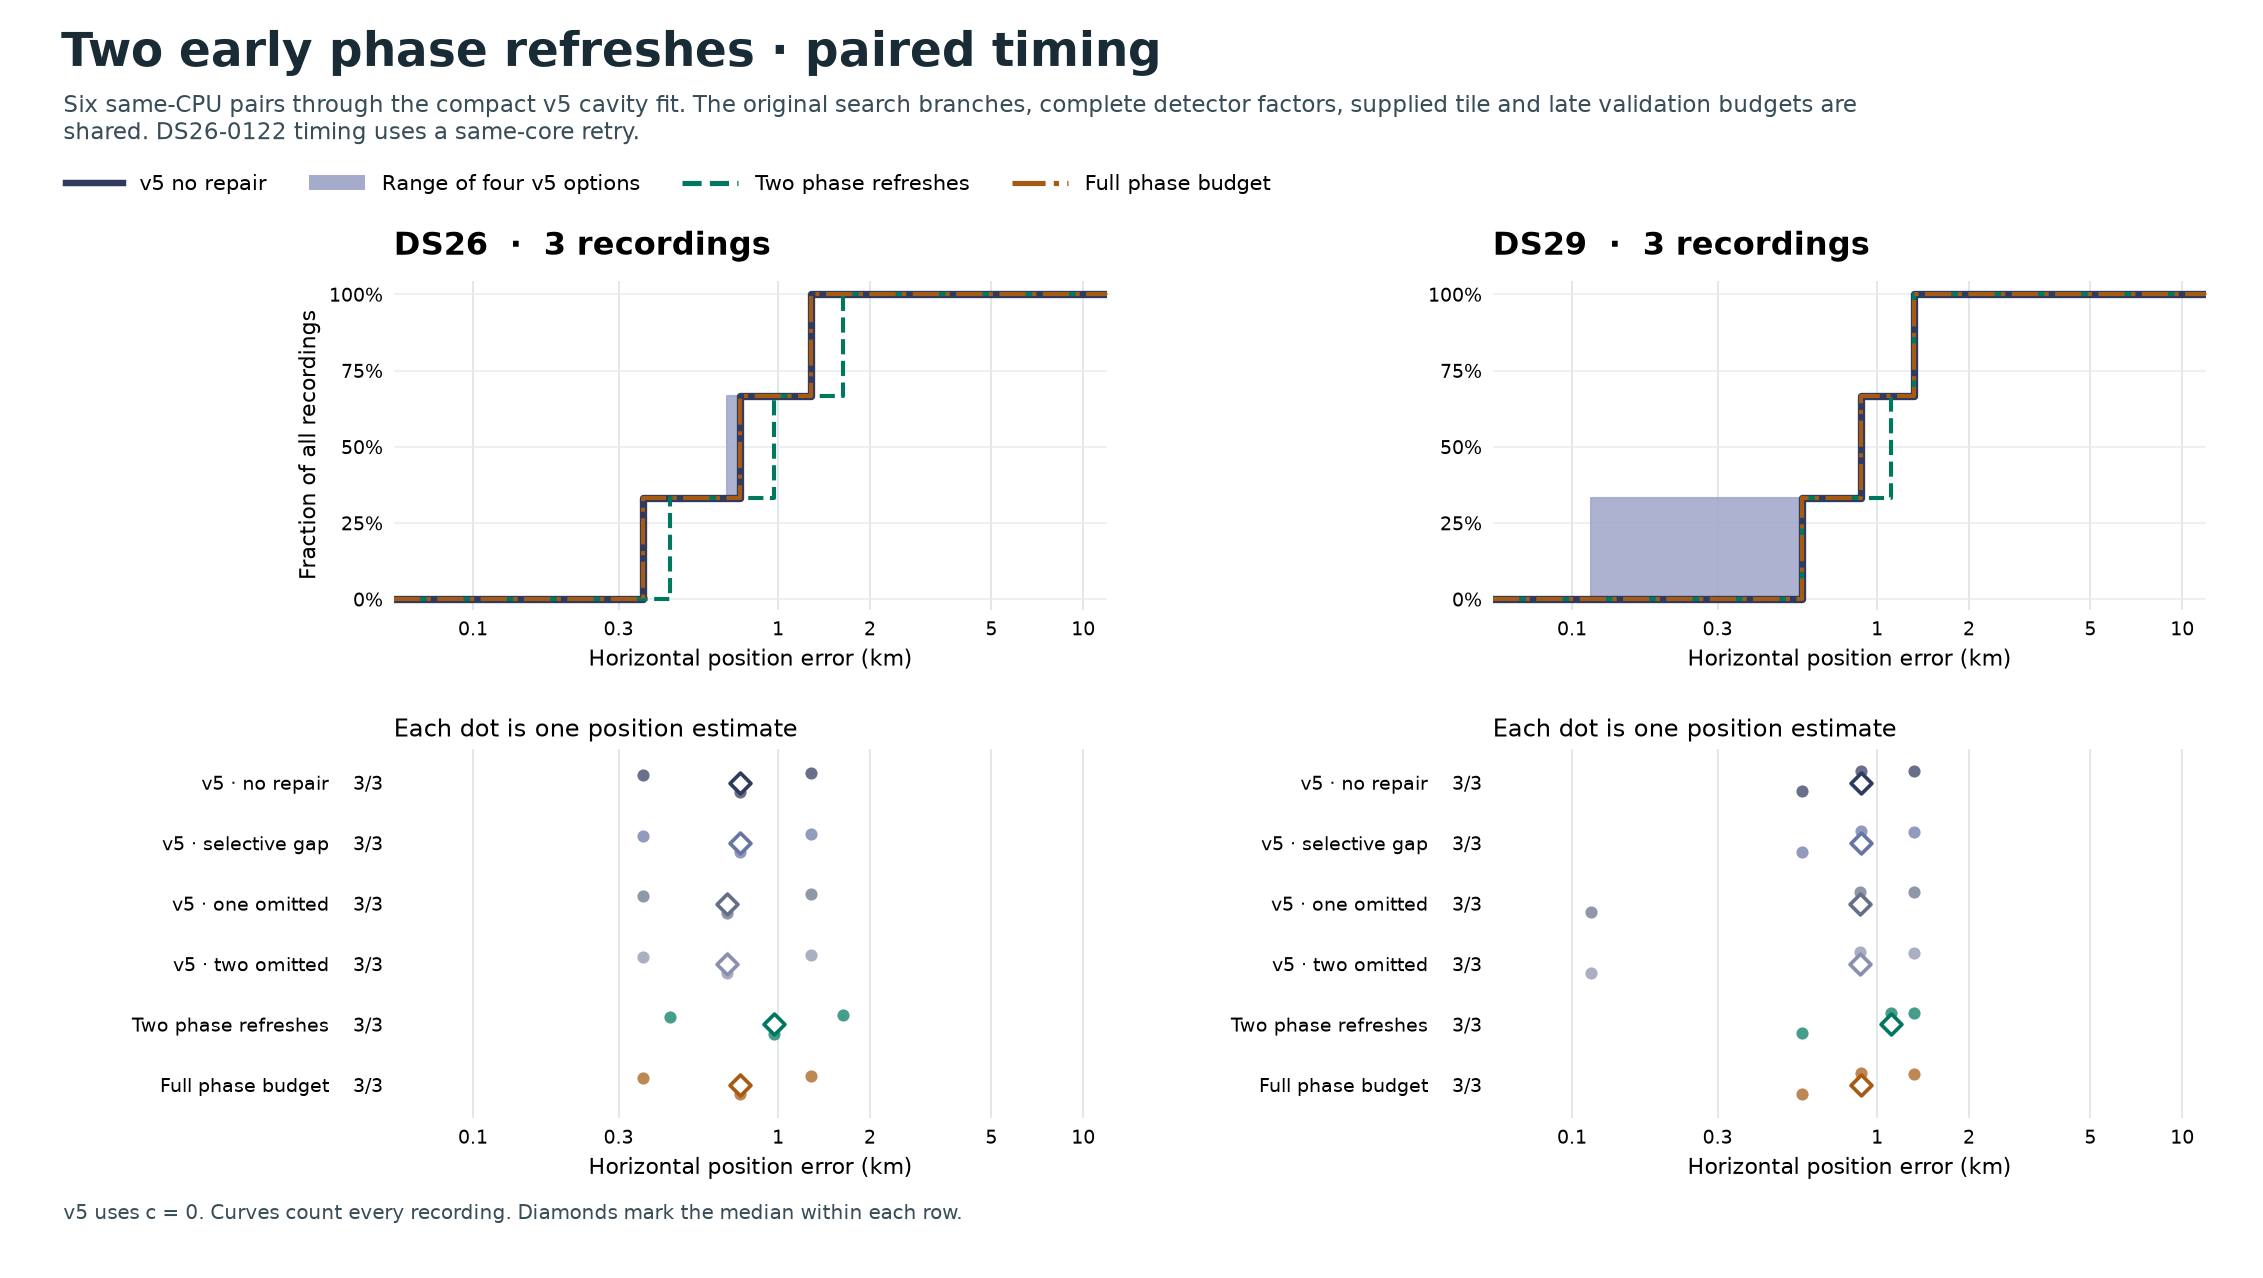 Two early phase refreshes · paired timing
Six same-CPU pairs through the compact v5 cavity fit. The original search branches, complete detector factors, supplied tile and late validation budgets are
shared. DS26-0122 timing uses a same-core retry.
v5 no repair
Range of four v5 options
Two phase refreshes
Full phase budget
DS26 · 3 recordings
Fraction of all recordings
100%
75%
50%
25%
0%
0.1 0.3 1 2 5 10
Horizontal position error (km)
DS29 · 3 recordings
100%
75%
50%
25%
0%
0.1 0.3 1 2 5 10
Horizontal position error (km)
Each dot is one position estimate
v5 · no repair 3/3
v5 · selective gap 3/3
v5 · one omitted 3/3
v5 · two omitted 3/3
Two phase refreshes 3/3
Full phase budget 3/3
0.1 0.3 1 2 5 10
Horizontal position error (km)
Each dot is one position estimate
v5 · no repair 3/3
v5 · selective gap 3/3
v5 · one omitted 3/3
v5 · two omitted 3/3
Two phase refreshes 3/3
Full phase budget 3/3
0.1 0.3 1 2 5 10
Horizontal position error (km)
v5 uses c = 0. Curves count every recording. Diamonds mark the median within each row.